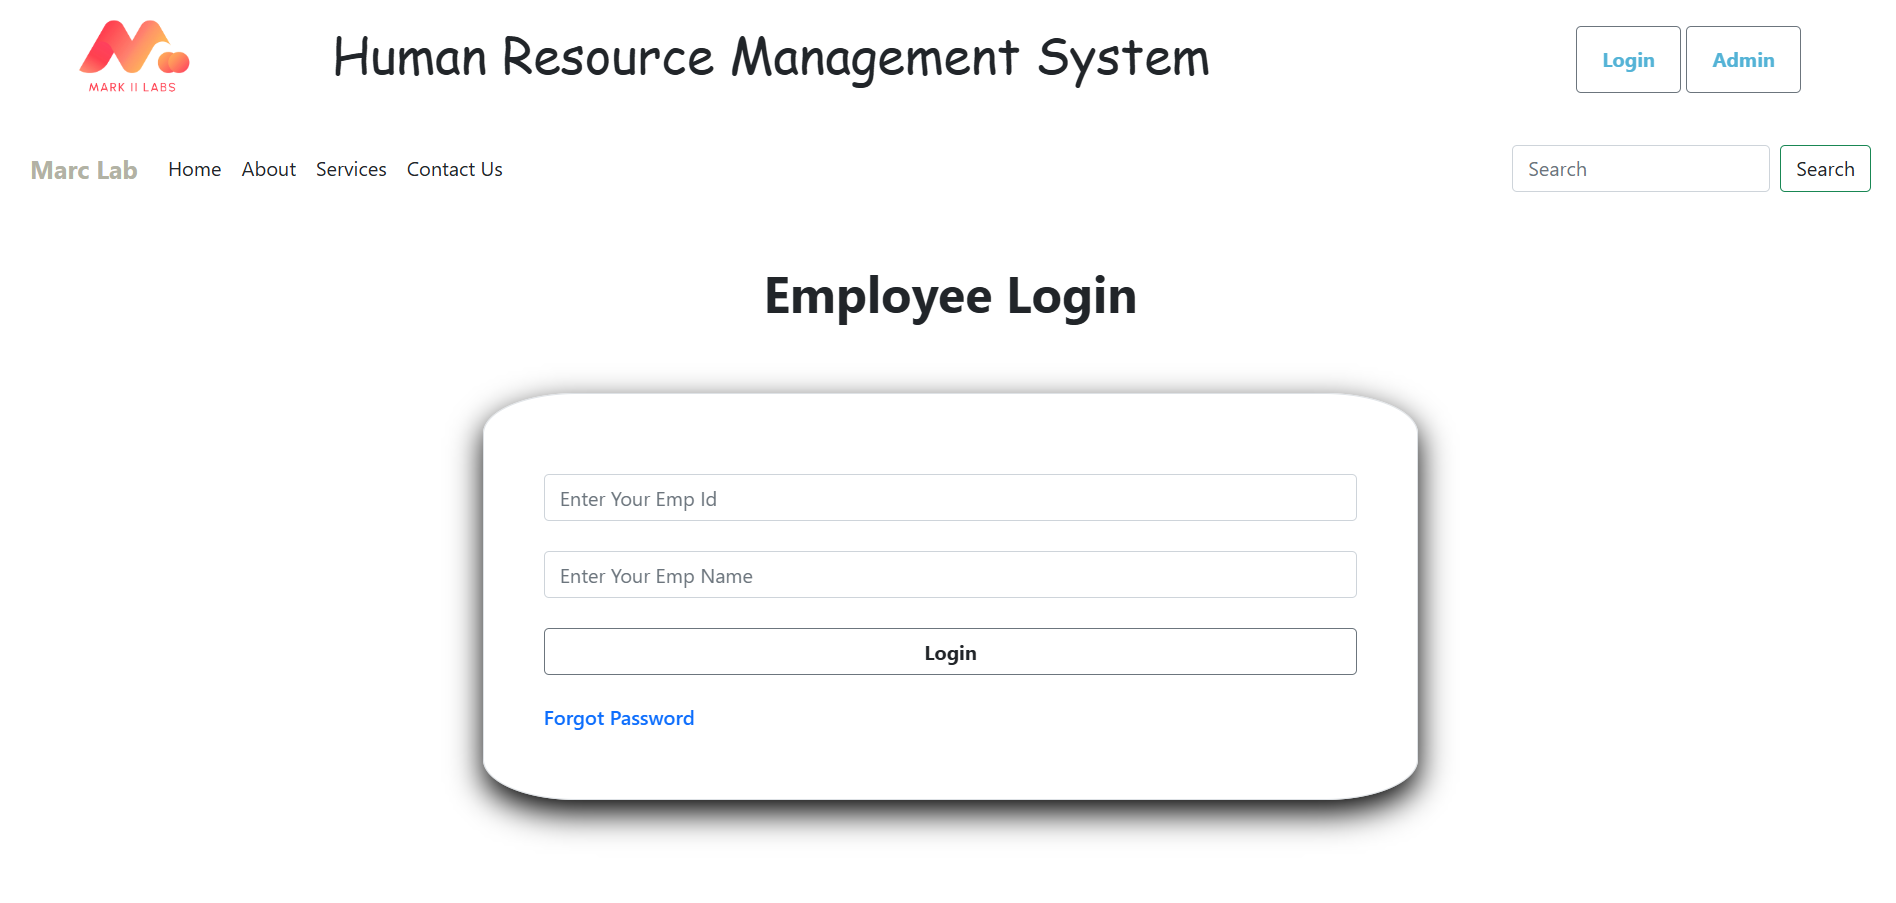 MARK II LABS
Human Resource Management System
Login Admin
Marc Lab Home About Services Contact Us Search Search
Employee Login
Enter Your Emp Id
Enter Your Emp Name
Login
Forgot Password